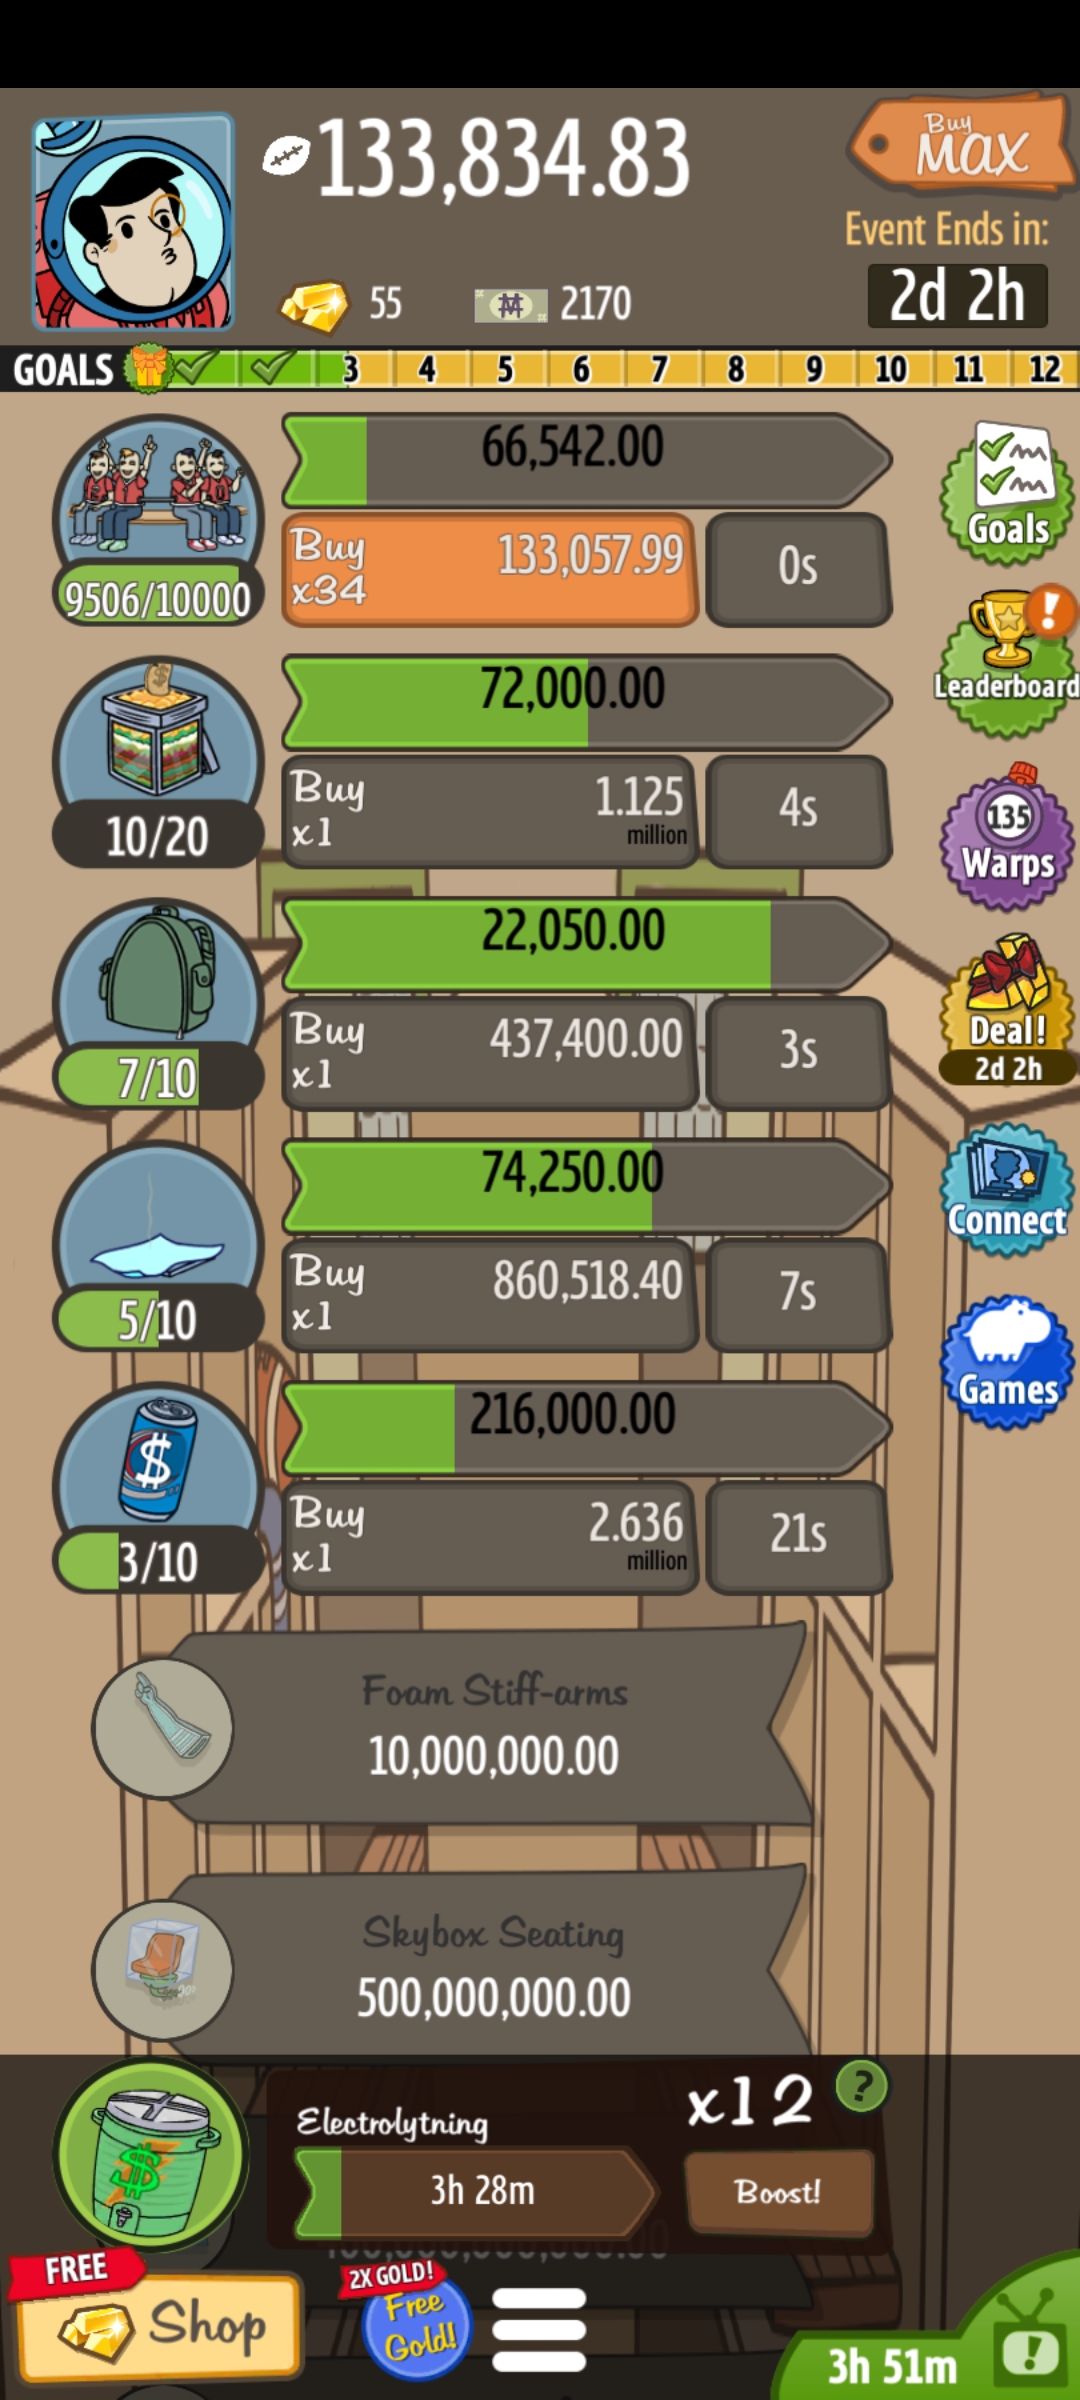 133,834.83
Buy
MAX
Event Ends in:
55
2170
2d 2h
GOALS 3 4 5 6 7 8 9 10 11 12
66,542.00
Buy
x34
133,057.99
0s
9506/10000
Goals
Leaderboard
72,000.00
Buy
x1
1.125
million
4s
10/20
135
Warps
22,050.00
Buy
x1
437,400.00
3s
7/10
Deal!
2d 2h
74,250.00
Buy
x1
860,518.40
7s
5/10
Connect
216,000.00
Buy
x1
2.636
million
21s
3/10
Games
Foam Stiff-arms
10,000,000.00
Skybox Seating
500,000,000.00
Electrolytning
x12
?
3h 28m
Boost!
FREE
Shop
2X GOLD!
Free
Gold!
3h 51m